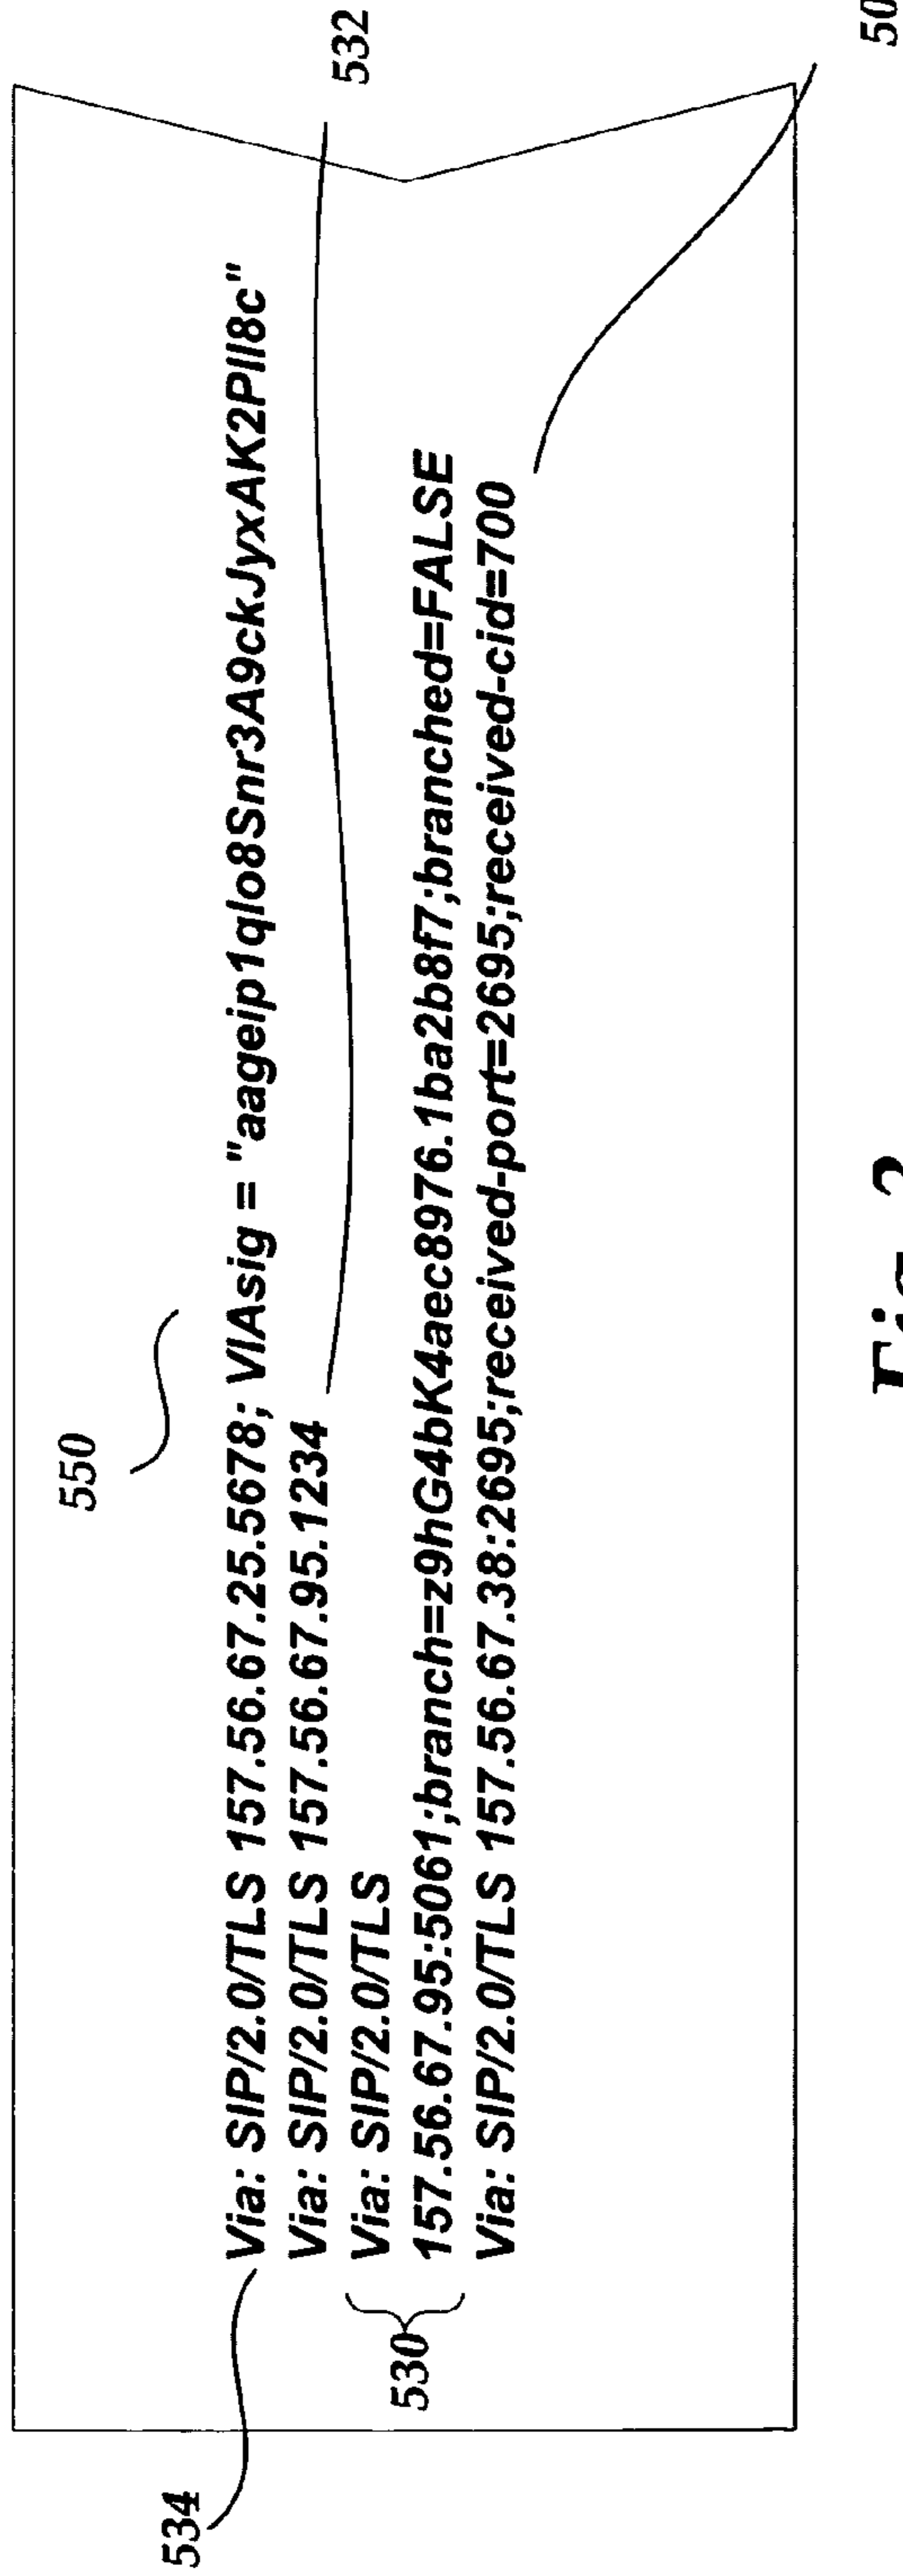 550
534
Via: SIP/2.0/TLS 157.56.67.25.5678; VIAsig = "aageip1qlo8Snr3A9ckJyxAK2PlI8c"
Via: SIP/2.0/TLS 157.56.67.95.1234
532
530
Via: SIP/2.0/TLS
157.56.67.95:5061;branch=z9hG4bK4aec8976.1ba2b8f7;branched=FALSE
Via: SIP/2.0/TLS 157.56.67.38:2695;received-port=2695;received-cid=700